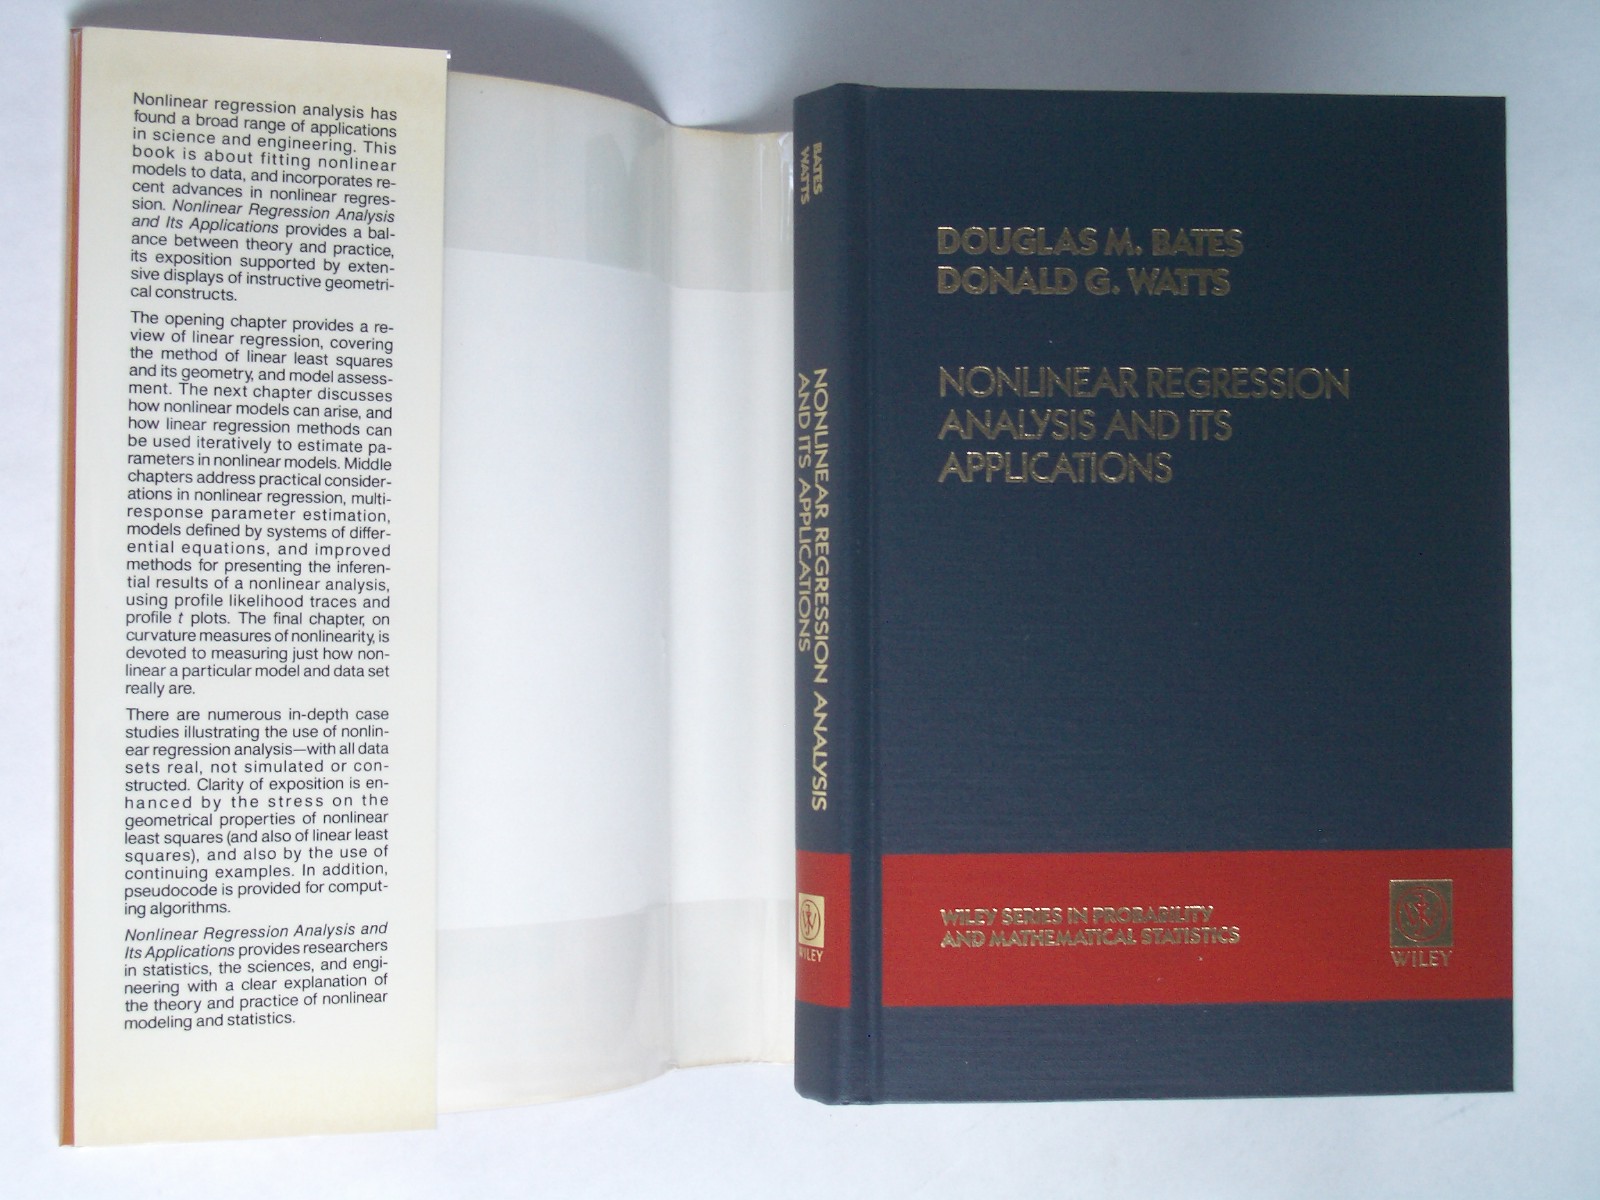 Nonlinear regression analysis has
found a broad range of applications
in science and engineering. This
book is about fitting nonlinear
models to data, and incorporates re-
cent advances in nonlinear regres-
sion. Nonlinear Regression Analysis
and Its Applications provides a bal-
ance between theory and practice,
its exposition supported by exten-
sive displays of instructive geometri-
cal constructs.
The opening chapter provides a re-
view of linear regression, covering
the method of linear least squares
and its geometry, and model assess-
ment. The next chapter discusses
how nonlinear models can arise, and
how linear regression methods can
be used iteratively to estimate pa-
rameters in nonlinear models. Middle
chapters address practical consider-
ations in nonlinear regression, multi-
response parameter estimation,
models defined by systems of differ-
ential equations, and improved
methods for presenting the inferen-
tial results of a nonlinear analysis,
using profile likelihood traces and
profile t plots. The final chapter, on
curvature measures of nonlinearity, is
devoted to measuring just how non-
linear a particular model and data set
really are.
There are numerous in-depth case
studies illustrating the use of nonlin-
ear regression analysis—with all data
sets real, not simulated or con-
structed. Clarity of exposition is en-
hanced by the stress on the
geometrical properties of nonlinear
least squares (and also of linear least
squares), and also by the use of
continuing examples. In addition,
pseudocode is provided for comput-
ing algorithms.
Nonlinear Regression Analysis and
Its Applications provides researchers
in statistics, the sciences, and engi-
neering with a clear explanation of
the theory and practice of nonlinear
modeling and statistics.
BATES
WATTS
NONLINEAR REGRESSION ANALYSIS
AND ITS APPLICATIONS
WILEY
DOUGLAS M. BATES
DONALD G. WATTS
NONLINEAR REGRESSION
ANALYSIS AND ITS
APPLICATIONS
WILEY SERIES IN PROBABILITY
AND MATHEMATICAL STATISTICS
WILEY